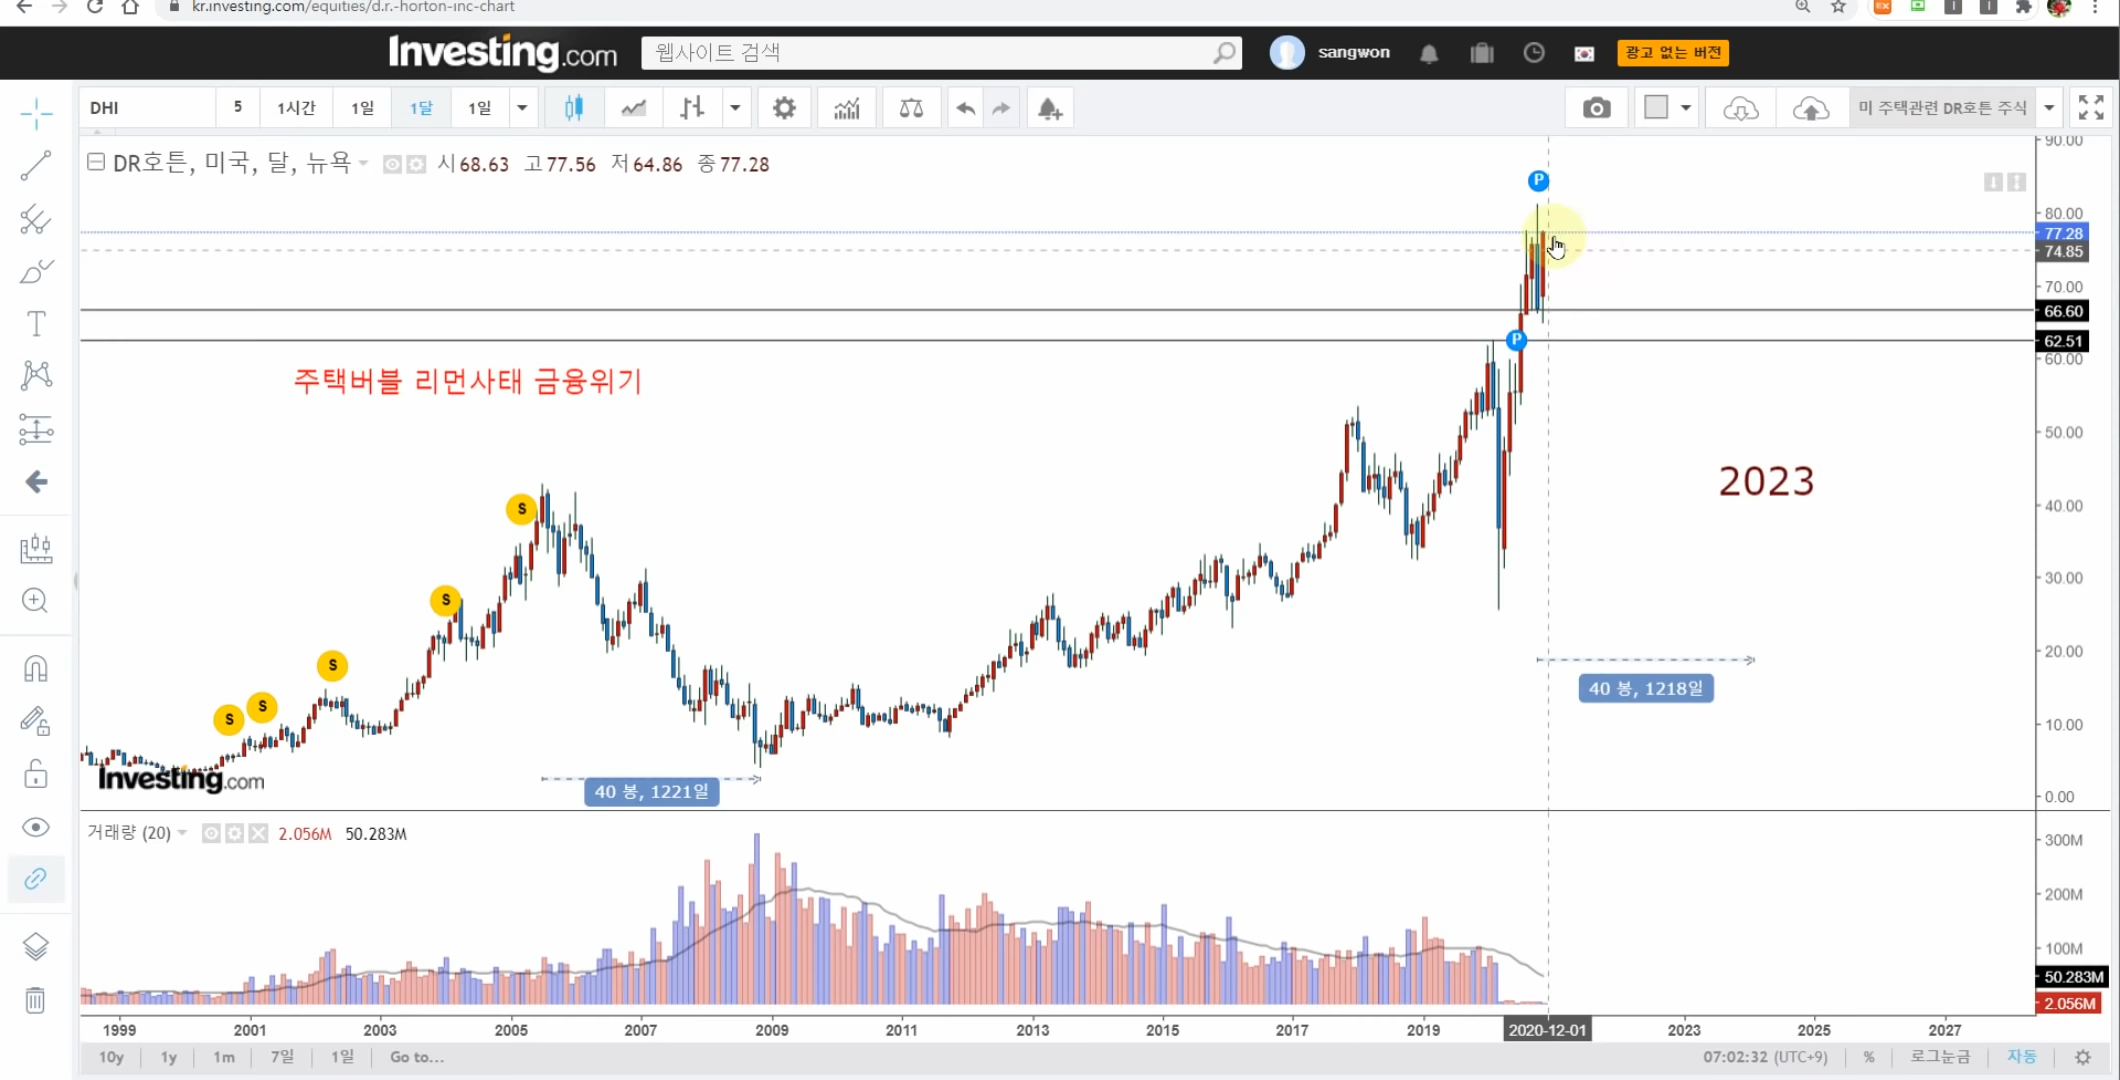 kr.investing.com/equities/d.r.-horton-inc-chart
Investing.com
웹사이트 검색
sangwon
광고 없는 버전
DHI
5
1시간
1일
1달
1일
미 주택관련 DR호튼 주식
DR호튼, 미국, 달, 뉴욕
시68.63 고77.56 저64.86 종77.28
P
P
S
S
S
S
S
주택버블 리먼사태 금융위기
2023
40 봉, 1218일
40 봉, 1221일
Investing.com
90.00
80.00
77.28
74.85
70.00
66.60
62.51
60.00
50.00
40.00
30.00
20.00
10.00
0.00
거래량 (20)
2.056M 50.283M
300M
200M
100M
50.283M
2.056M
1999 2001 2003 2005 2007 2009 2011 2013 2015 2017 2019 2020-12-01 2023 2025 2027
10y 1y 1m 7일 1일 Go to...
07:02:32 (UTC+9) % 로그눈금 자동